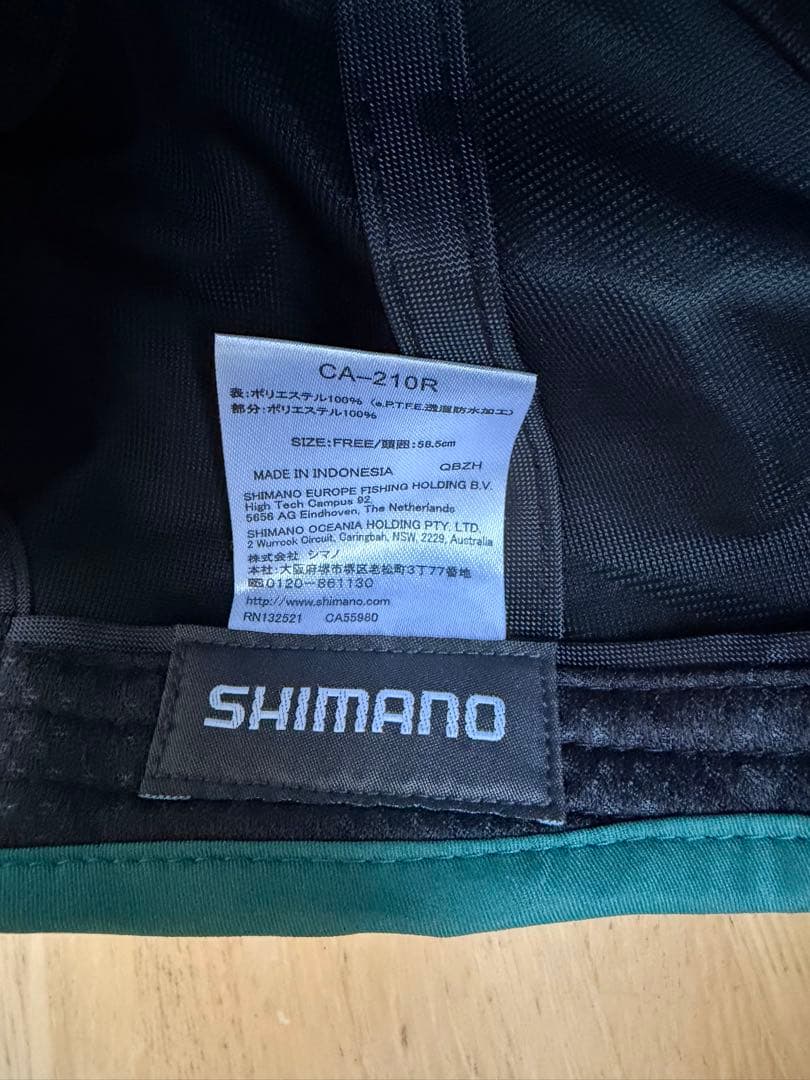 CA-210R
表:ポリエステル100% (e.P.T.F.E.透湿防水加工)
部分:ポリエステル100%
SIZE:FREE/頭囲:58.5cm
MADE IN INDONESIA QBZH
SHIMANO EUROPE FISHING HOLDING B.V.
High Tech Campus 92
5656 AG Eindhoven, The Netherlands
SHIMANO OCEANIA HOLDING PTY. LTD.
2 Wurrook Circuit, Caringbah, NSW, 2229, Australia
株式会社 シマノ
本社:大阪府堺市堺区老松町3丁77番地
0120-861130
http://www.shimano.com
RN132521 CA55980
SHIMANO